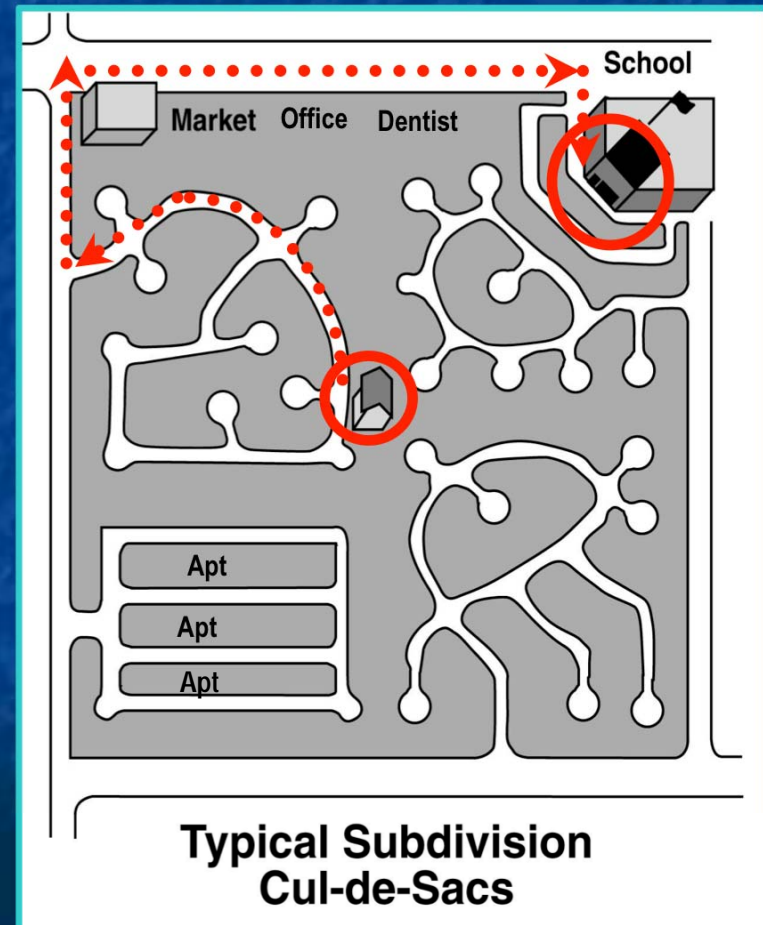 School
Market Office Dentist
Apt
Apt
Apt
Typical Subdivision
Cul-de-Sacs